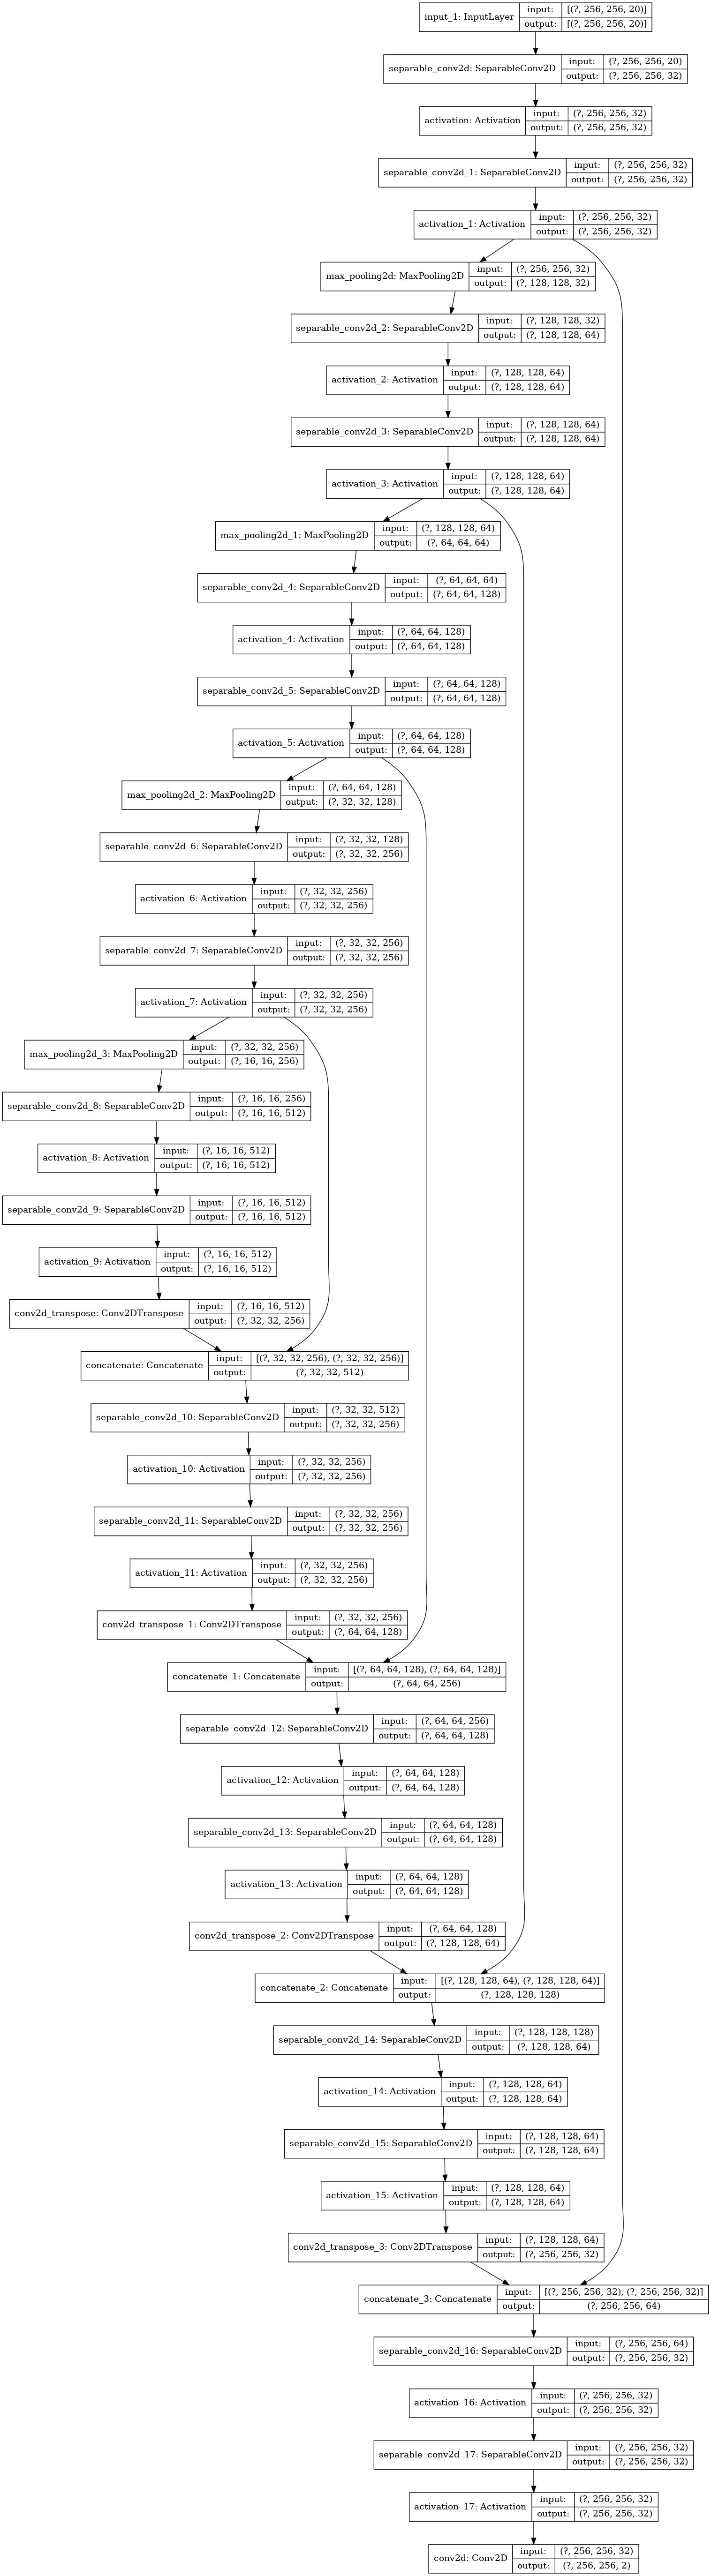 input_1: InputLayer
input: [(?, 256, 256, 20)]
output: [(?, 256, 256, 20)]
separable_conv2d: SeparableConv2D
input: (?, 256, 256, 20)
output: (?, 256, 256, 32)
activation: Activation
input: (?, 256, 256, 32)
output: (?, 256, 256, 32)
separable_conv2d_1: SeparableConv2D
input: (?, 256, 256, 32)
output: (?, 256, 256, 32)
activation_1: Activation
input: (?, 256, 256, 32)
output: (?, 256, 256, 32)
max_pooling2d: MaxPooling2D
input: (?, 256, 256, 32)
output: (?, 128, 128, 32)
separable_conv2d_2: SeparableConv2D
input: (?, 128, 128, 32)
output: (?, 128, 128, 64)
activation_2: Activation
input: (?, 128, 128, 64)
output: (?, 128, 128, 64)
separable_conv2d_3: SeparableConv2D
input: (?, 128, 128, 64)
output: (?, 128, 128, 64)
activation_3: Activation
input: (?, 128, 128, 64)
output: (?, 128, 128, 64)
max_pooling2d_1: MaxPooling2D
input: (?, 128, 128, 64)
output: (?, 64, 64, 64)
separable_conv2d_4: SeparableConv2D
input: (?, 64, 64, 64)
output: (?, 64, 64, 128)
activation_4: Activation
input: (?, 64, 64, 128)
output: (?, 64, 64, 128)
separable_conv2d_5: SeparableConv2D
input: (?, 64, 64, 128)
output: (?, 64, 64, 128)
activation_5: Activation
input: (?, 64, 64, 128)
output: (?, 64, 64, 128)
max_pooling2d_2: MaxPooling2D
input: (?, 64, 64, 128)
output: (?, 32, 32, 128)
separable_conv2d_6: SeparableConv2D
input: (?, 32, 32, 128)
output: (?, 32, 32, 256)
activation_6: Activation
input: (?, 32, 32, 256)
output: (?, 32, 32, 256)
separable_conv2d_7: SeparableConv2D
input: (?, 32, 32, 256)
output: (?, 32, 32, 256)
activation_7: Activation
input: (?, 32, 32, 256)
output: (?, 32, 32, 256)
max_pooling2d_3: MaxPooling2D
input: (?, 32, 32, 256)
output: (?, 16, 16, 256)
separable_conv2d_8: SeparableConv2D
input: (?, 16, 16, 256)
output: (?, 16, 16, 512)
activation_8: Activation
input: (?, 16, 16, 512)
output: (?, 16, 16, 512)
separable_conv2d_9: SeparableConv2D
input: (?, 16, 16, 512)
output: (?, 16, 16, 512)
activation_9: Activation
input: (?, 16, 16, 512)
output: (?, 16, 16, 512)
conv2d_transpose: Conv2DTranspose
input: (?, 16, 16, 512)
output: (?, 32, 32, 256)
concatenate: Concatenate
input: [(?, 32, 32, 256), (?, 32, 32, 256)]
output: (?, 32, 32, 512)
separable_conv2d_10: SeparableConv2D
input: (?, 32, 32, 512)
output: (?, 32, 32, 256)
activation_10: Activation
input: (?, 32, 32, 256)
output: (?, 32, 32, 256)
separable_conv2d_11: SeparableConv2D
input: (?, 32, 32, 256)
output: (?, 32, 32, 256)
activation_11: Activation
input: (?, 32, 32, 256)
output: (?, 32, 32, 256)
conv2d_transpose_1: Conv2DTranspose
input: (?, 32, 32, 256)
output: (?, 64, 64, 128)
concatenate_1: Concatenate
input: [(?, 64, 64, 128), (?, 64, 64, 128)]
output: (?, 64, 64, 256)
separable_conv2d_12: SeparableConv2D
input: (?, 64, 64, 256)
output: (?, 64, 64, 128)
activation_12: Activation
input: (?, 64, 64, 128)
output: (?, 64, 64, 128)
separable_conv2d_13: SeparableConv2D
input: (?, 64, 64, 128)
output: (?, 64, 64, 128)
activation_13: Activation
input: (?, 64, 64, 128)
output: (?, 64, 64, 128)
conv2d_transpose_2: Conv2DTranspose
input: (?, 64, 64, 128)
output: (?, 128, 128, 64)
concatenate_2: Concatenate
input: [(?, 128, 128, 64), (?, 128, 128, 64)]
output: (?, 128, 128, 128)
separable_conv2d_14: SeparableConv2D
input: (?, 128, 128, 128)
output: (?, 128, 128, 64)
activation_14: Activation
input: (?, 128, 128, 64)
output: (?, 128, 128, 64)
separable_conv2d_15: SeparableConv2D
input: (?, 128, 128, 64)
output: (?, 128, 128, 64)
activation_15: Activation
input: (?, 128, 128, 64)
output: (?, 128, 128, 64)
conv2d_transpose_3: Conv2DTranspose
input: (?, 128, 128, 64)
output: (?, 256, 256, 32)
concatenate_3: Concatenate
input: [(?, 256, 256, 32), (?, 256, 256, 32)]
output: (?, 256, 256, 64)
separable_conv2d_16: SeparableConv2D
input: (?, 256, 256, 64)
output: (?, 256, 256, 32)
activation_16: Activation
input: (?, 256, 256, 32)
output: (?, 256, 256, 32)
separable_conv2d_17: SeparableConv2D
input: (?, 256, 256, 32)
output: (?, 256, 256, 32)
activation_17: Activation
input: (?, 256, 256, 32)
output: (?, 256, 256, 32)
conv2d: Conv2D
input: (?, 256, 256, 32)
output: (?, 256, 256, 2)